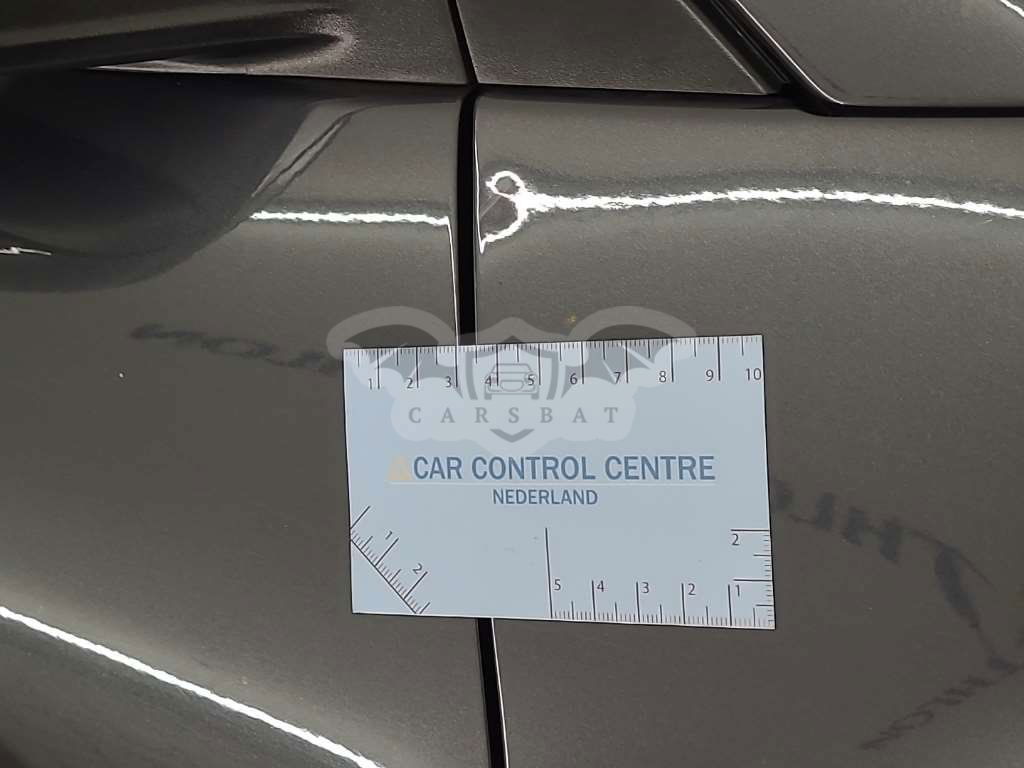 1 2 3 4 5 6 7 8 9 10
CARSBAT
CAR CONTROL CENTRE
NEDERLAND
1
2
2
5 4 3 2 1